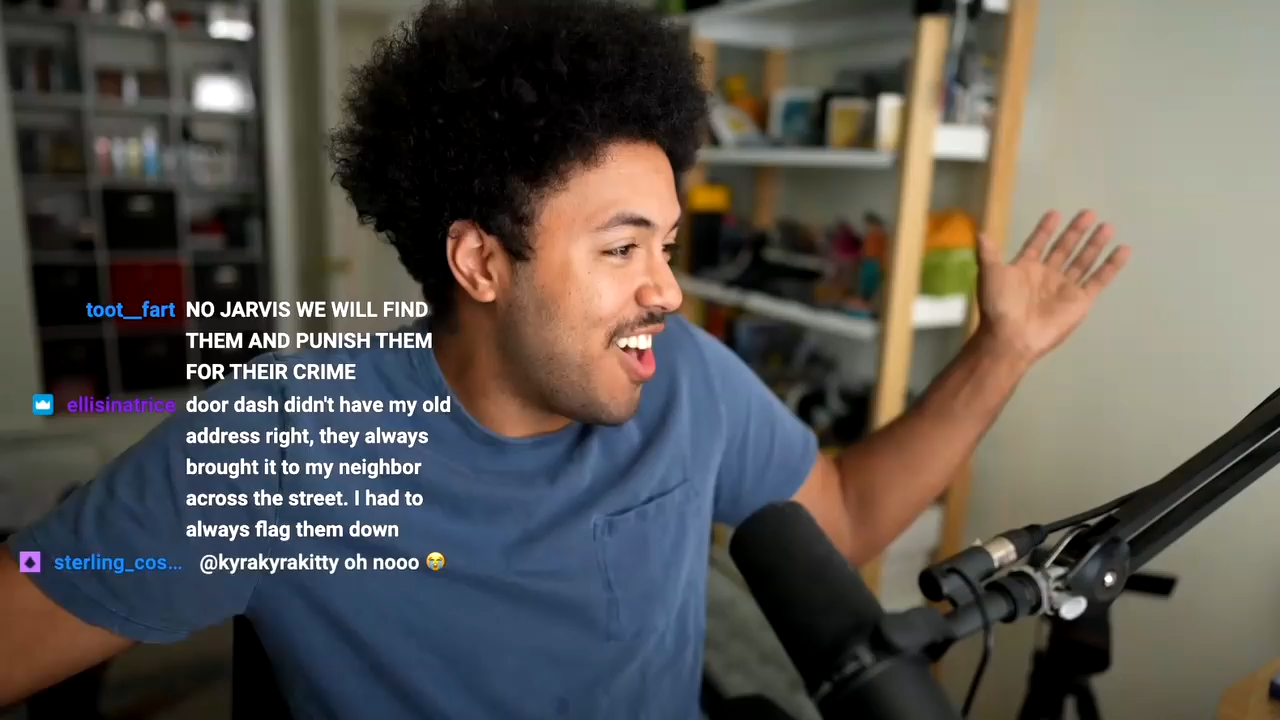 toot__fart NO JARVIS WE WILL FIND
THEM AND PUNISH THEM
FOR THEIR CRIME
ellisinatrice door dash didn't have my old
address right, they always
brought it to my neighbor
across the street. I had to
always flag them down
sterling_cos... @kyrakyrakitty oh nooo 😭